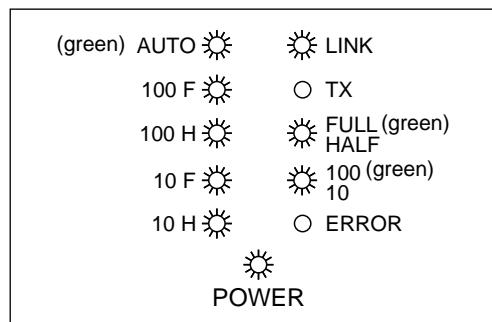 (green) AUTO LINK
100 F TX
100 H FULL (green)
HALF
10 F 100 (green)
10
10 H ERROR
POWER